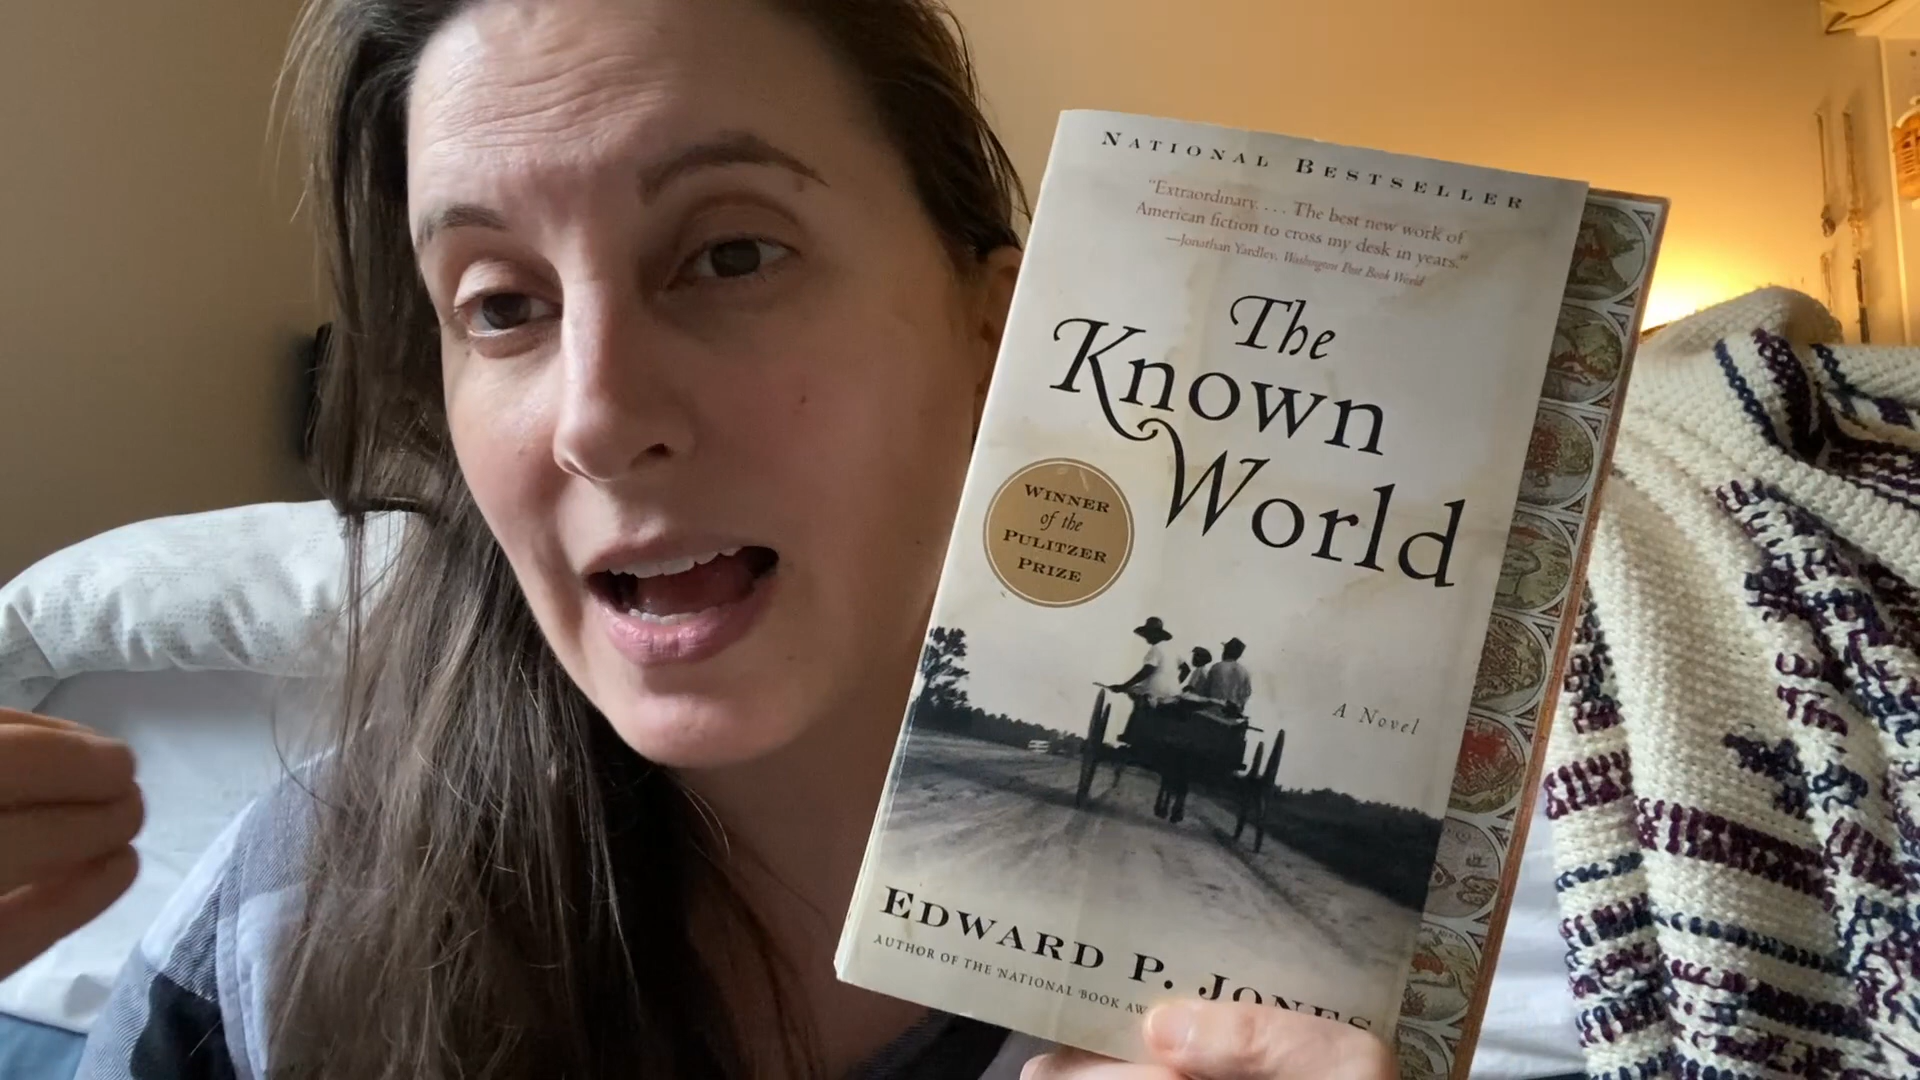 NATIONAL BESTSELLER
"Extraordinary. . . . The best new work of
American fiction to cross my desk in years."
—Jonathan Yardley, Washington Post Book World
The
Known
World
WINNER
of the
PULITZER
PRIZE
A Novel
EDWARD P. JONES
AUTHOR OF THE NATIONAL BOOK AW